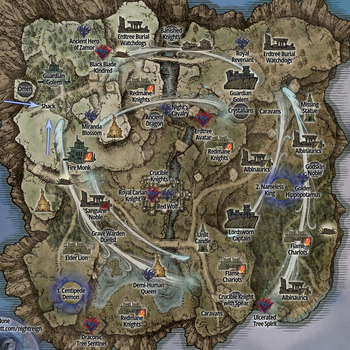 Ancient Hero
of Zamor
Erdtree Burial
Watchdogs
Banished
Knights
Black Blade
Kindred
Royal
Revenant
Erdtree Burial
Watchdogs
Guardian
Golem
Omen
Redmane
Knights
Guardian
Golem
Shack
Night's
Cavalry
Ancient
Dragon
Crystalians
Caravans
Missing
Miranda
Blossom
Erdtree
Avatar
Albinaurics
Redmane
Knights
Fire Monk
Albinaurics
Godskin
Noble
Crucible
Knights
Royal Carian
Knight
Red Wolf
2. Nameless
King
Golden
Hippopotamus
Sanguine
Noble
Grave Warden
Duelist
Lordsworn
Captain
Unlit
Candle
Flame
Chariots
Elder Lion
Flame
Chariots
1. Centipede
Demon
Demi-Human
Queen
Albinaurics
Redmane
Knights
Caravans
Crucible Knight
with Spear
Ulcerated
Tree Spirit
Draconic
Tree Sentinel
tt.com/nightreign